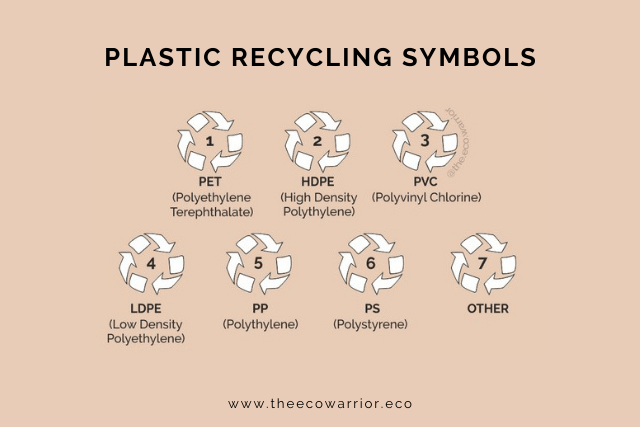 PLASTIC RECYCLING SYMBOLS
1
PET
(Polyethylene
Terephthalate)
2
HDPE
(High Density
Polythylene)
3
@theecowarrior
PVC
(Polyvinyl Chlorine)
4
LDPE
(Low Density
Polyethylene)
5
PP
(Polythylene)
6
PS
(Polystyrene)
7
OTHER
www.theecowarrior.eco